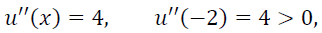 u''(x) = 4, u''(−2) = 4 > 0,